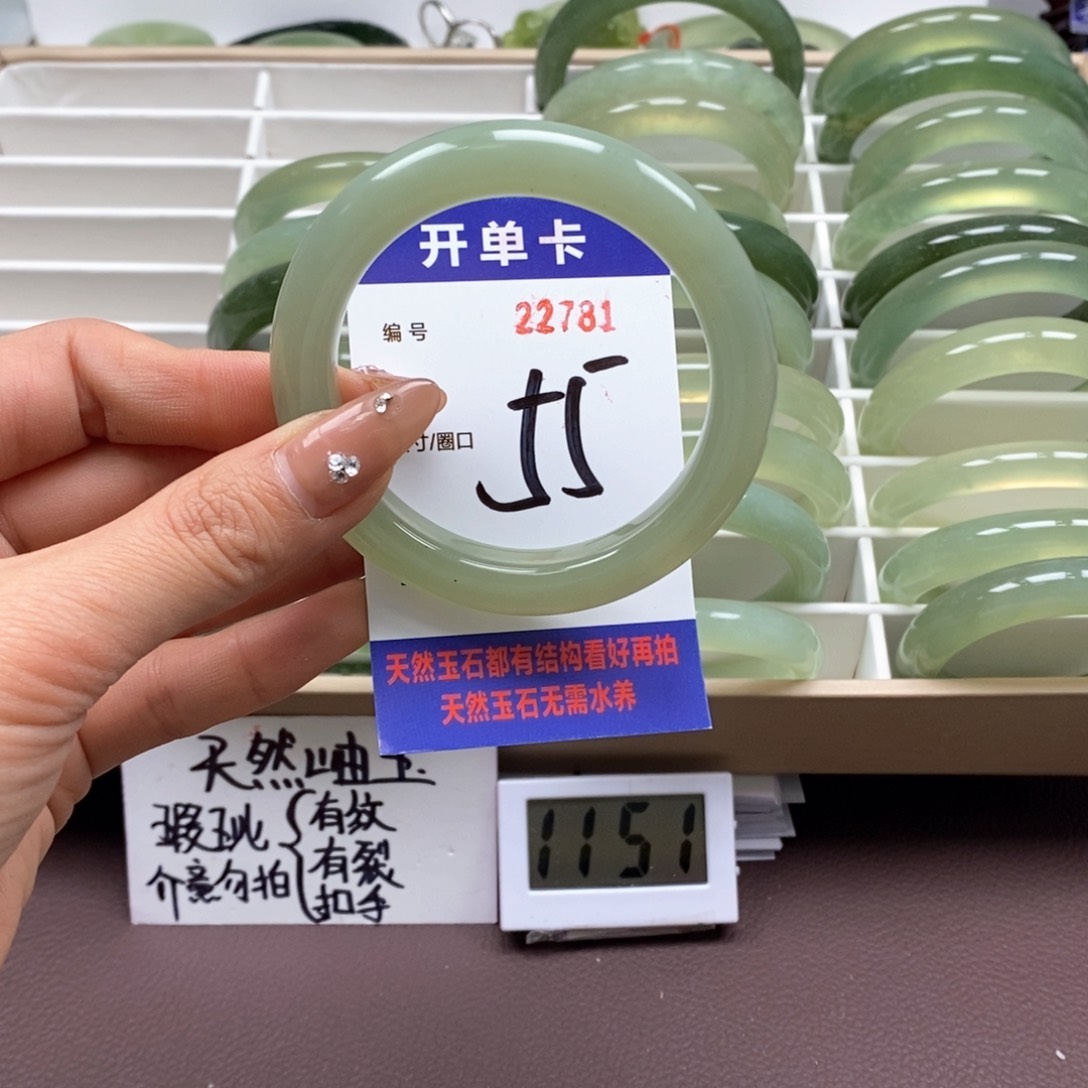 开单卡
编号 22781
寸/圈口
55
天然玉石都有结构看好再拍
天然玉石无需水养
天然岫玉
瑕玼
介意勿拍
有纹
有裂
扣手
1151